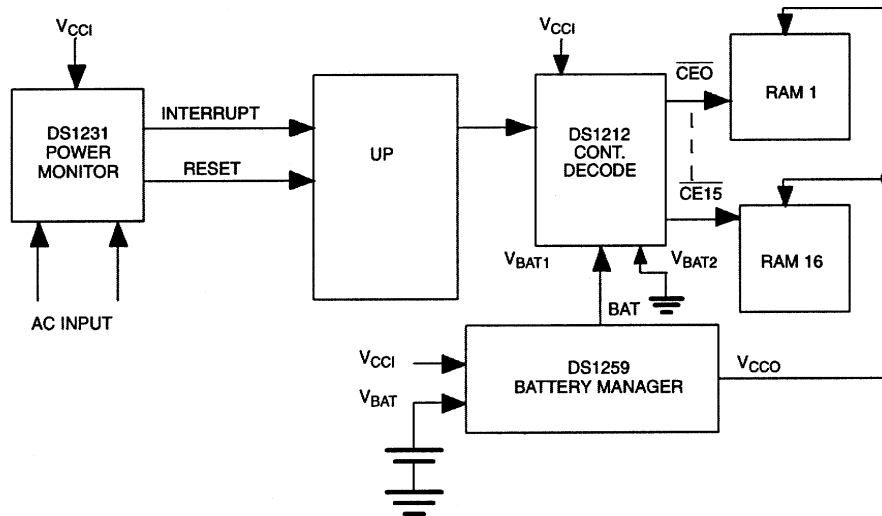 VCCI
DS1231
POWER
MONITOR
AC INPUT
INTERRUPT
RESET
UP
VCCI
DS1212
CONT.
DECODE
CEO
CE15
RAM 1
RAM 16
VBAT1
VBAT2
BAT
VCCI
VBAT
DS1259
BATTERY MANAGER
VCCO